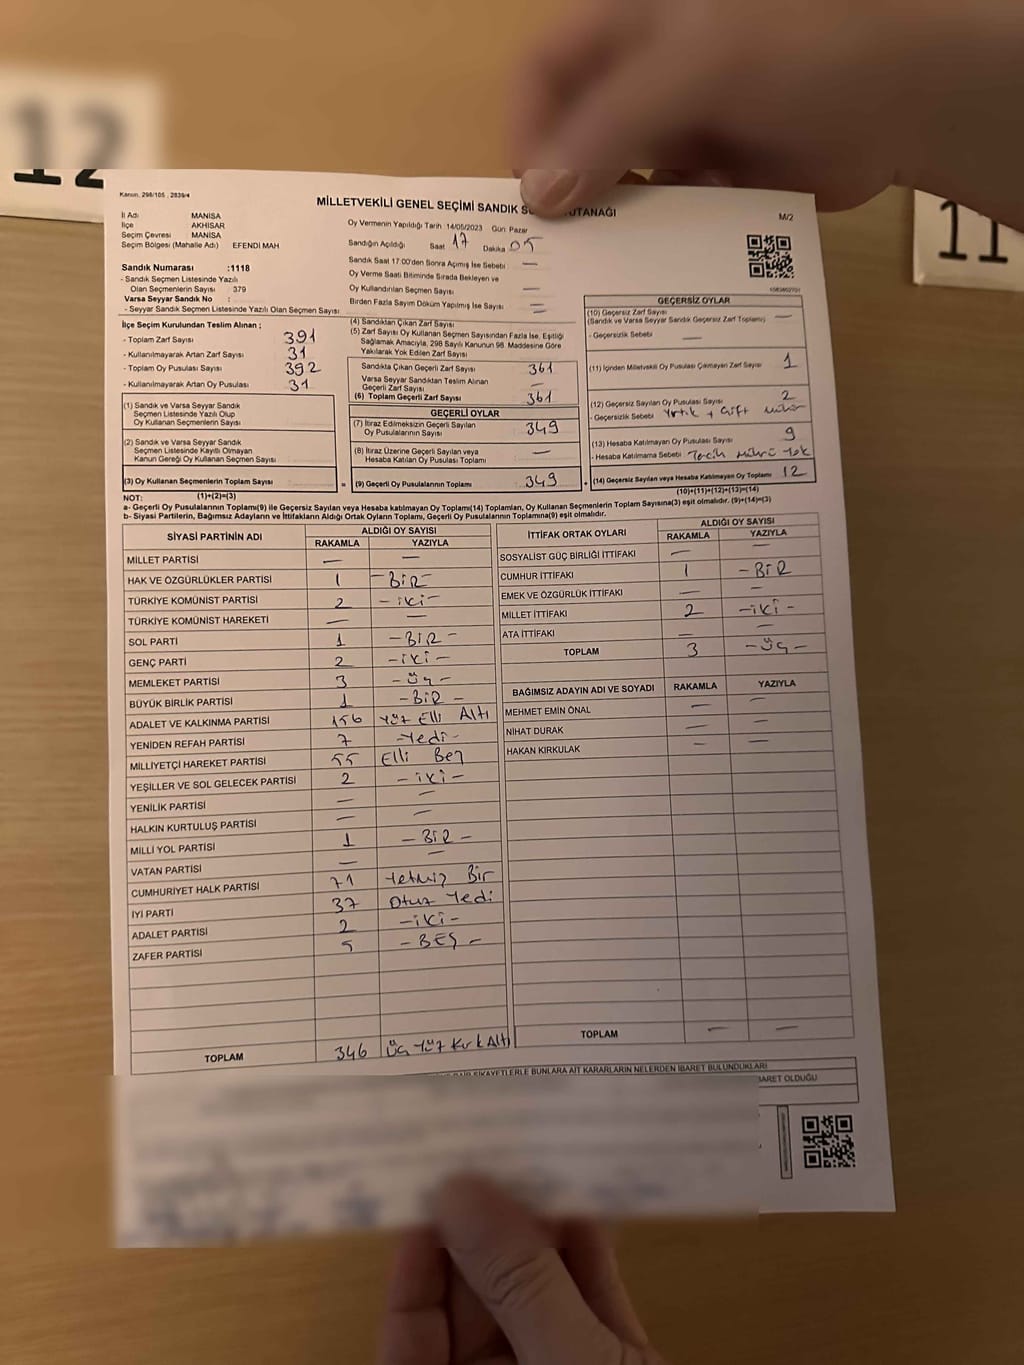 12
11
Kanun, 298/105 , 2839/4
MİLLETVEKİLİ GENEL SEÇİMİ SANDIK S TUTANAĞI
M/2
İl Adı MANİSA
İlçe AKHİSAR
Seçim Çevresi MANİSA
Seçim Bölgesi (Mahalle Adı) EFENDİ MAH
Sandık Numarası :1118
- Sandık Seçmen Listesinde Yazılı
Olan Seçmenlerin Sayısı : 379
Varsa Seyyar Sandık No :
- Seyyar Sandık Seçmen Listesinde Yazılı Olan Seçmen Sayısı
Oy Vermenin Yapıldığı Tarih 14/05/2023 Gün: Pazar
Sandığın Açıldığı Saat 17 Dakika 05
Sandık Saat 17:00'den Sonra Açımış İse Sebebi —
Oy Verme Saati Bitiminde Sırada Bekleyen ve
Oy Kullandırılan Seçmen Sayısı —
Birden Fazla Sayım Döküm Yapılmış İse Sayısı —
İlçe Seçim Kurulundan Teslim Alınan ;
- Toplam Zarf Sayısı 391
- Kullanılmayarak Artan Zarf Sayısı 31
- Toplam Oy Pusulası Sayısı 392
- Kullanılmayarak Artan Oy Pusulası 31
(1) Sandık ve Varsa Seyyar Sandık
Seçmen Listesinde Yazılı Olup
Oy Kullanan Seçmenlerin Sayısı
(2) Sandık ve Varsa Seyyar Sandık
Seçmen Listesinde Kayıtlı Olmayan
Kanun Gereği Oy Kullanan Seçmen Sayısı
(3) Oy Kullanan Seçmenlerin Toplam Sayısı =
(4) Sandıktan Çıkan Zarf Sayısı
(5) Zarf Sayısı Oy Kullanan Seçmen Sayısından Fazla İse, Eşitliği
Sağlamak Amacıyla, 298 Sayılı Kanunun 98. Maddesine Göre
Yakılarak Yok Edilen Zarf Sayısı
Sandıkta Çıkan Geçerli Zarf Sayısı 361
Varsa Seyyar Sandıktan Teslim Alınan
Geçerli Zarf Sayısı —
(6) Toplam Geçerli Zarf Sayısı 361
GEÇERLİ OYLAR
(7) İtiraz Edilmeksizin Geçerli Sayılan
Oy Pusulalarının Sayısı 349
(8) İtiraz Üzerine Geçerli Sayılan veya
Hesaba Katılan Oy Pusulası Toplamı —
(9) Geçerli Oy Pusulalarının Toplamı 349 +
GEÇERSİZ OYLAR
(10) Geçersiz Zarf Sayısı
(Sandık ve Varsa Seyyar Sandık Geçersiz Zarf Toplamı) —
- Geçersizlik Sebebi —
(11) İçinden Milletvekili Oy Pusulası Çıkmayan Zarf Sayısı 1
(12) Geçersiz Sayılan Oy Pusulası Sayısı 2
- Geçersizlik Sebebi Yırtık + Çift Mühür
(13) Hesaba Katılmayan Oy Pusulası Sayısı 9
- Hesaba Katılmama Sebebi Tercih Mührü Yok
(14) Geçersiz Sayılan veya Hesaba Katılmayan Oy Toplamı 12
NOT: (1)+(2)=(3) (10)+(11)+(12)+(13)=(14)
a- Geçerli Oy Pusulalarının Toplamı(9) ile Geçersiz Sayılan veya Hesaba katılmayan Oy Toplamı(14) Toplamları, Oy Kullanan Seçmenlerin Toplam Sayısına(3) eşit olmalıdır. (9)+(14)=(3)
b- Siyasi Partilerin, Bağımsız Adayların ve İttifakların Aldığı Ortak Oyların Toplamı, Geçerli Oy Pusulalarının Toplamına(9) eşit olmalıdır.
SİYASİ PARTİNİN ADI ALDIĞI OY SAYISI
RAKAMLA YAZIYLA
MİLLET PARTİSİ — —
HAK VE ÖZGÜRLÜKLER PARTİSİ 1 - BİR -
TÜRKİYE KOMÜNİST PARTİSİ 2 - iki -
TÜRKİYE KOMÜNİST HAREKETİ — —
SOL PARTİ 1 - BİR -
GENÇ PARTİ 2 - iki -
MEMLEKET PARTİSİ 3 - Üç -
BÜYÜK BİRLİK PARTİSİ 1 - BİR -
ADALET VE KALKINMA PARTİSİ 156 Yüz Elli Altı
YENİDEN REFAH PARTİSİ 7 - Yedi -
MİLLİYETÇİ HAREKET PARTİSİ 55 Elli Beş
YEŞİLLER VE SOL GELECEK PARTİSİ 2 - iki -
YENİLİK PARTİSİ — —
HALKIN KURTULUŞ PARTİSİ — —
MİLLİ YOL PARTİSİ 1 - BİR -
VATAN PARTİSİ — —
CUMHURİYET HALK PARTİSİ 71 Yetmiş Bir
İYİ PARTİ 37 Otuz Yedi
ADALET PARTİSİ 2 - iki -
ZAFER PARTİSİ 5 - BEŞ -
TOPLAM 346 Üç Yüz Kırk Altı
İTTİFAK ORTAK OYLARI ALDIĞI OY SAYISI
RAKAMLA YAZIYLA
SOSYALİST GÜÇ BİRLİĞİ İTTİFAKI — —
CUMHUR İTTİFAKI 1 - BİR -
EMEK VE ÖZGÜRLÜK İTTİFAKI — —
MİLLET İTTİFAKI 2 - iki -
ATA İTTİFAKI — —
TOPLAM 3 - Üç -
BAĞIMSIZ ADAYIN ADI VE SOYADI RAKAMLA YAZIYLA
MEHMET EMİN ÖNAL — —
NİHAT DURAK — —
HAKAN KIRKULAK — —
TOPLAM — —
ŞİKAYETLERLE BUNLARA AİT KARARLARIN NELERDEN İBARET BULUNDUKLARI
BARET OLDUĞU